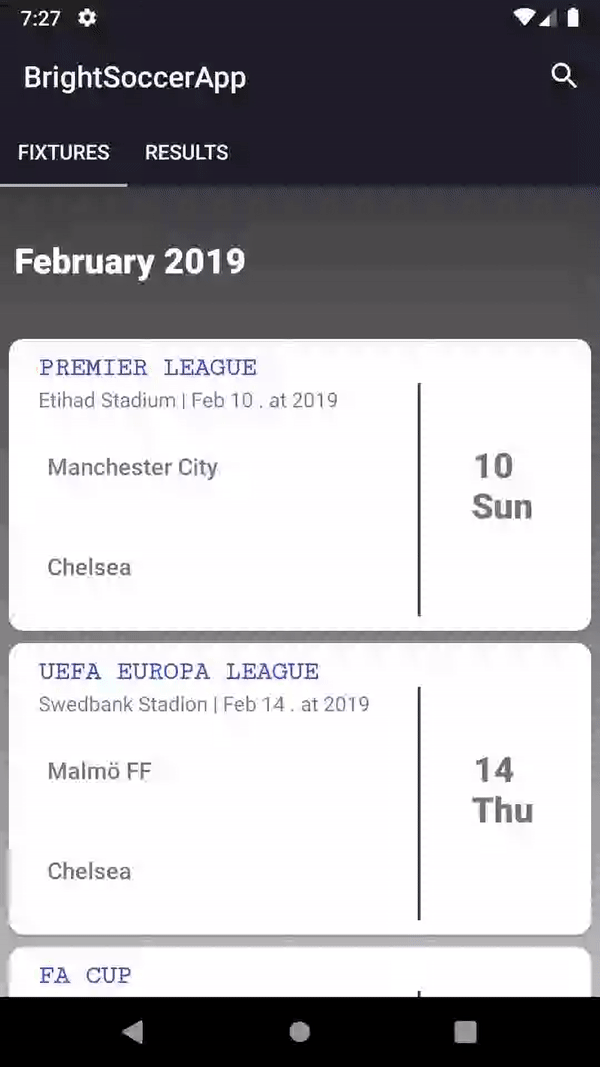 7:27
BrightSoccerApp
FIXTURES RESULTS
February 2019
PREMIER LEAGUE
Etihad Stadium | Feb 10 . at 2019
Manchester City
10
Sun
Chelsea
UEFA EUROPA LEAGUE
Swedbank Stadion | Feb 14 . at 2019
Malmö FF
14
Thu
Chelsea
FA CUP